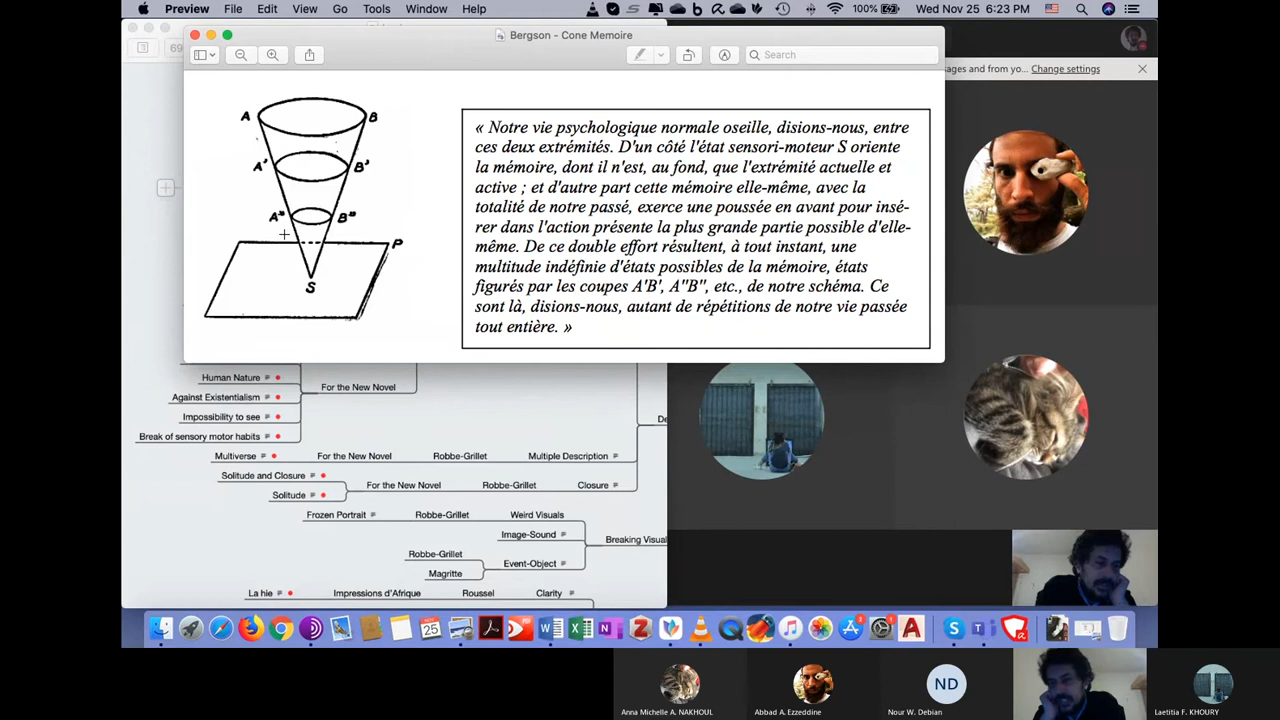 Preview File Edit View Go Tools Window Help
100% Wed Nov 25 6:23 PM
Bergson - Cone Memoire
Search
69
ages and from yo... Change settings
A B
A' B'
A" B"
P
S
« Notre vie psychologique normale oseille, disions-nous, entre
ces deux extrémités. D'un côté l'état sensori-moteur S oriente
la mémoire, dont il n'est, au fond, que l'extrémité actuelle et
active ; et d'autre part cette mémoire elle-même, avec la
totalité de notre passé, exerce une poussée en avant pour insé-
rer dans l'action présente la plus grande partie possible d'elle-
même. De ce double effort résultent, à tout instant, une
multitude indéfinie d'états possibles de la mémoire, états
figurés par les coupes A'B', A''B'', etc., de notre schéma. Ce
sont là, disions-nous, autant de répétitions de notre vie passée
tout entière. »
Human Nature
For the New Novel
Against Existentialism
Impossibility to see
De
Break of sensory motor habits
Multiverse For the New Novel Robbe-Grillet Multiple Description
Solitude and Closure
For the New Novel Robbe-Grillet Closure
Solitude
Frozen Portrait Robbe-Grillet Weird Visuals
Image-Sound
Breaking Visual
Robbe-Grillet
Event-Object
Magritte
La hie Impressions d'Afrique Roussel Clarity
NOV
25
3
1
ND
Anna Michelle A. NAKHOUL Abbad A. Ezzeddine Nour W. Debian Laetitia F. KHOURY